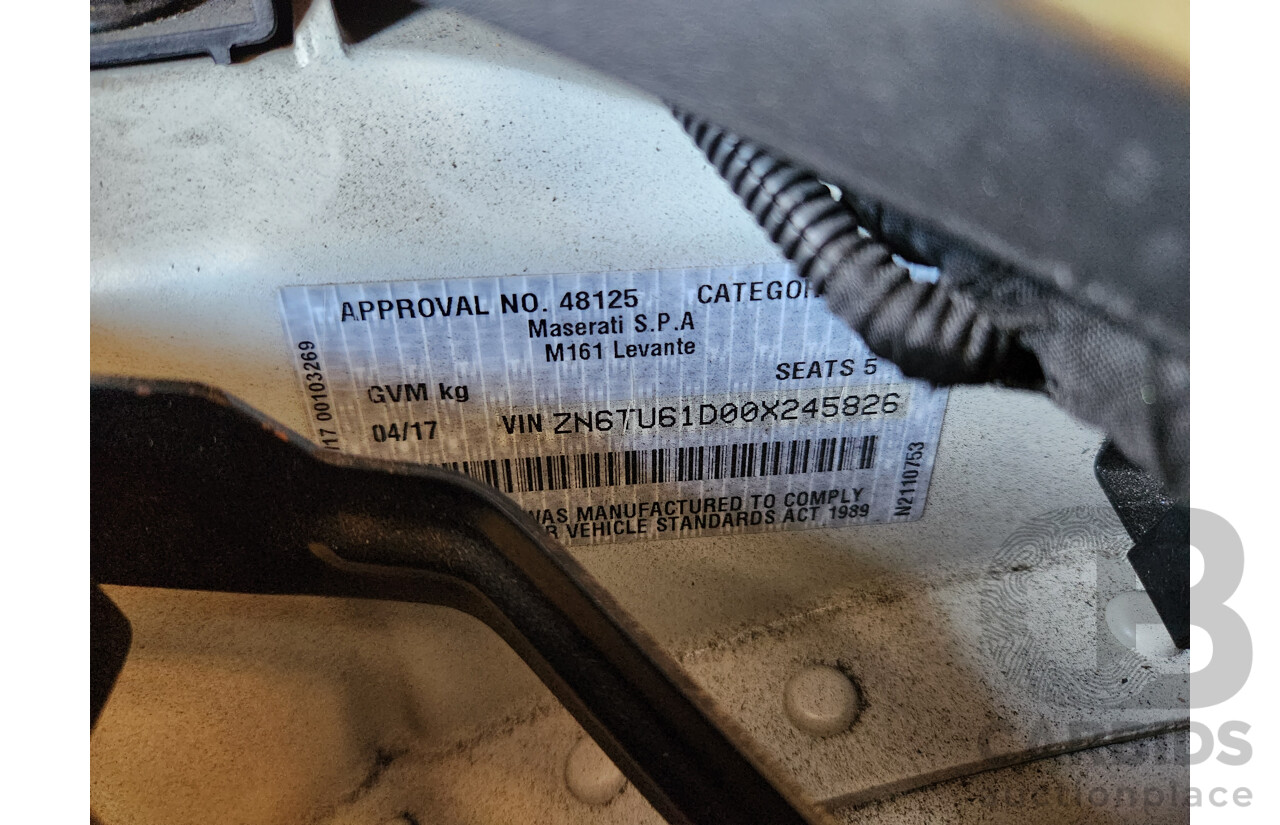 APPROVAL NO. 48125
Maserati S.P.A
M161 Levante
SEATS 5
GVM kg
04/17 VIN ZN6TU61D00X245826
WAS MANUFACTURED TO COMPLY
VEHICLE STANDARDS ACT 1989
/17 00103269
N2110753